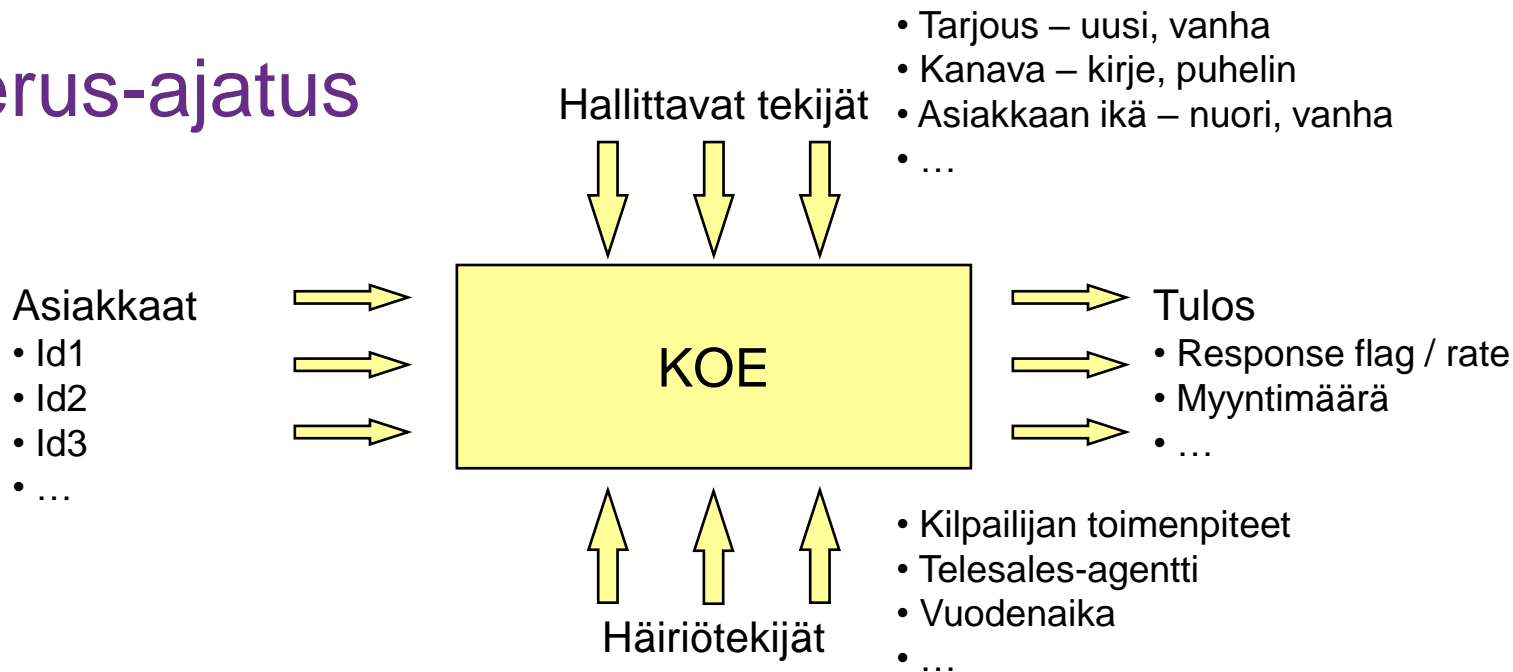 erus-ajatus
Hallittavat tekijät
• Tarjous – uusi, vanha
• Kanava – kirje, puhelin
• Asiakkaan ikä – nuori, vanha
• …
Asiakkaat
• Id1
• Id2
• Id3
• …
KOE
Tulos
• Response flag / rate
• Myyntimäärä
• …
Häiriötekijät
• Kilpailijan toimenpiteet
• Telesales-agentti
• Vuodenaika
• …